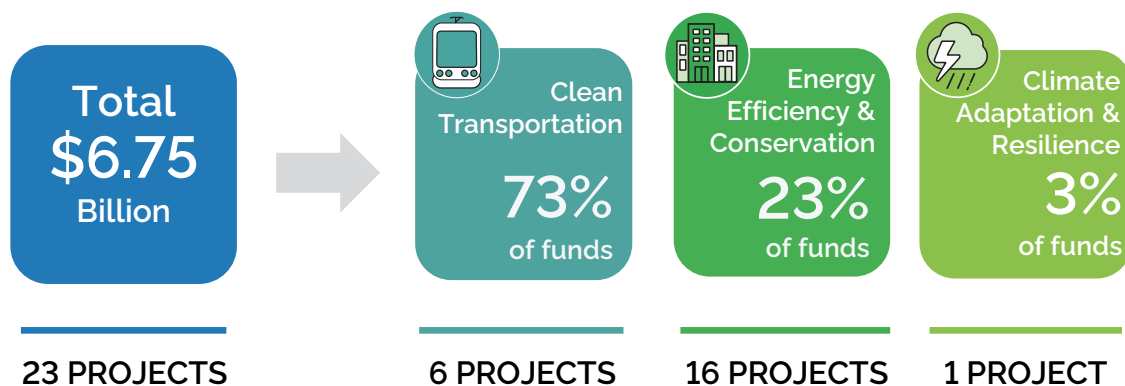 Total
$6.75
Billion
23 PROJECTS
Clean
Transportation
73%
of funds
6 PROJECTS
Energy
Efficiency &
Conservation
23%
of funds
16 PROJECTS
Climate
Adaptation &
Resilience
3%
of funds
1 PROJECT